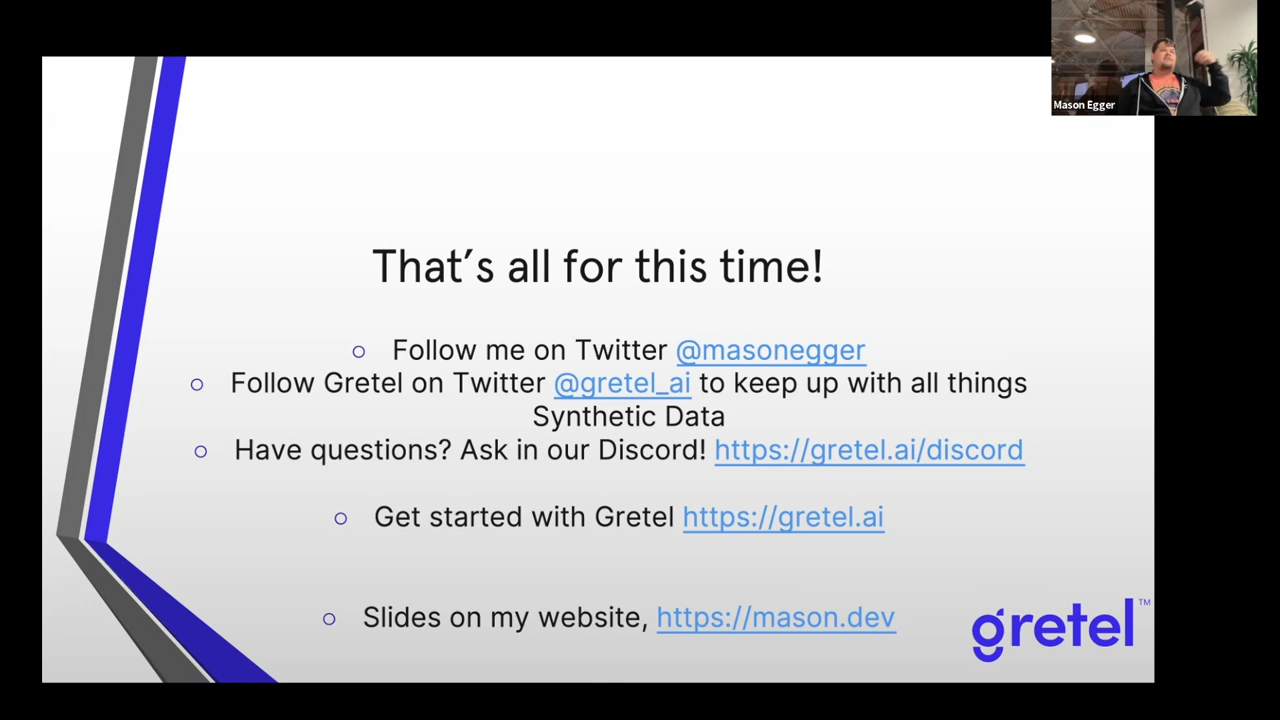 Mason Egger
That’s all for this time!
○ Follow me on Twitter @masonegger
○ Follow Gretel on Twitter @gretel_ai to keep up with all things
Synthetic Data
○ Have questions? Ask in our Discord! https://gretel.ai/discord
○ Get started with Gretel https://gretel.ai
○ Slides on my website, https://mason.dev
gretel™